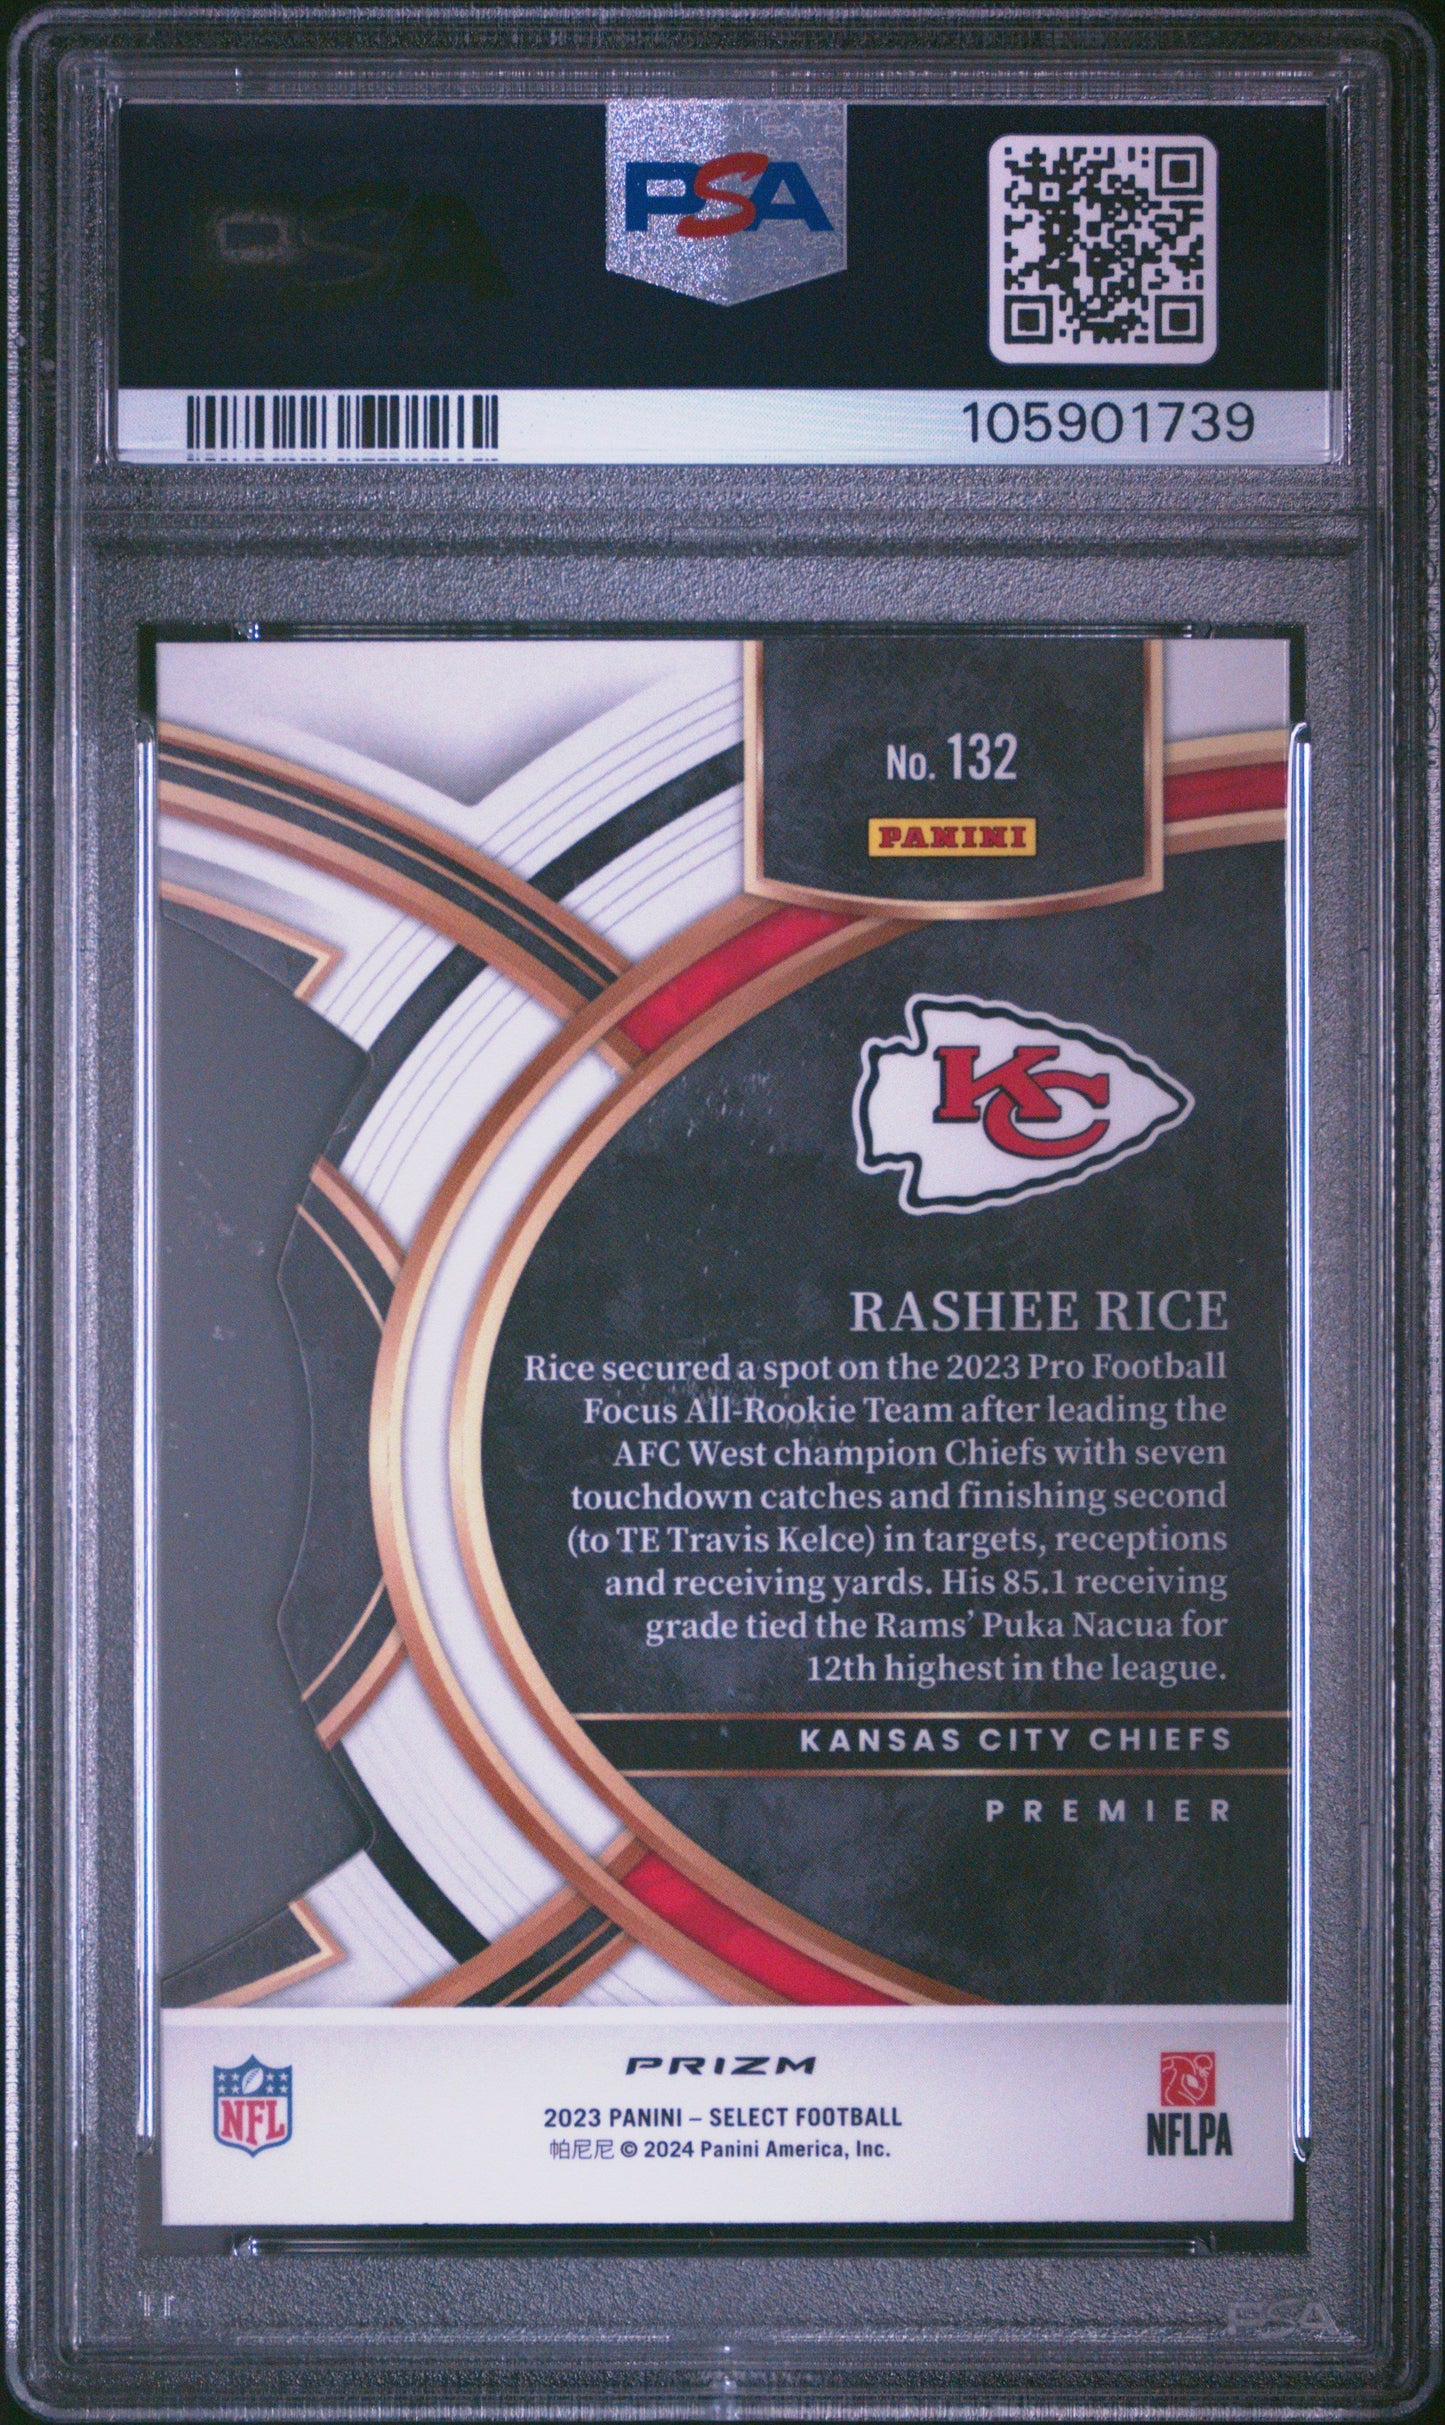 PSA
PSA
105901739
No. 132
PANINI
KC
RASHEE RICE
Rice secured a spot on the 2023 Pro Football
Focus All-Rookie Team after leading the
AFC West champion Chiefs with seven
touchdown catches and finishing second
(to TE Travis Kelce) in targets, receptions
and receiving yards. His 85.1 receiving
grade tied the Rams' Puka Nacua for
12th highest in the league.
KANSAS CITY CHIEFS
PREMIER
PRIZM
NFL
2023 PANINI – SELECT FOOTBALL
帕尼尼 © 2024 Panini America, Inc.
NFLPA
PSA